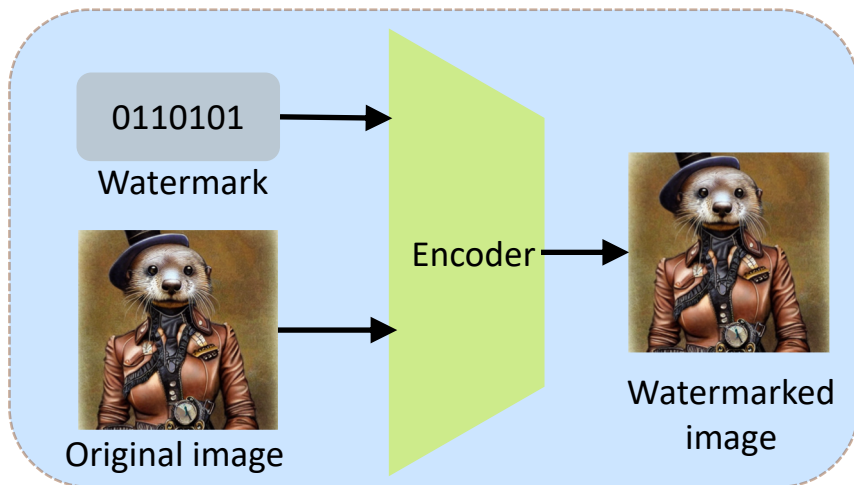 0110101
Watermark
Original image
Encoder
Watermarked
image